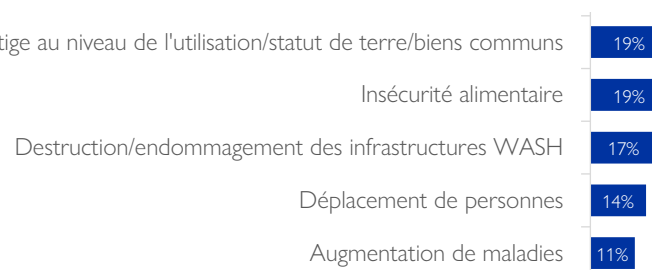 au niveau de l'utilisation/statut de terre/biens communs 19%
Insécurité alimentaire 19%
Destruction/endommagement des infrastructures WASH 17%
Déplacement de personnes 14%
Augmentation de maladies 11%